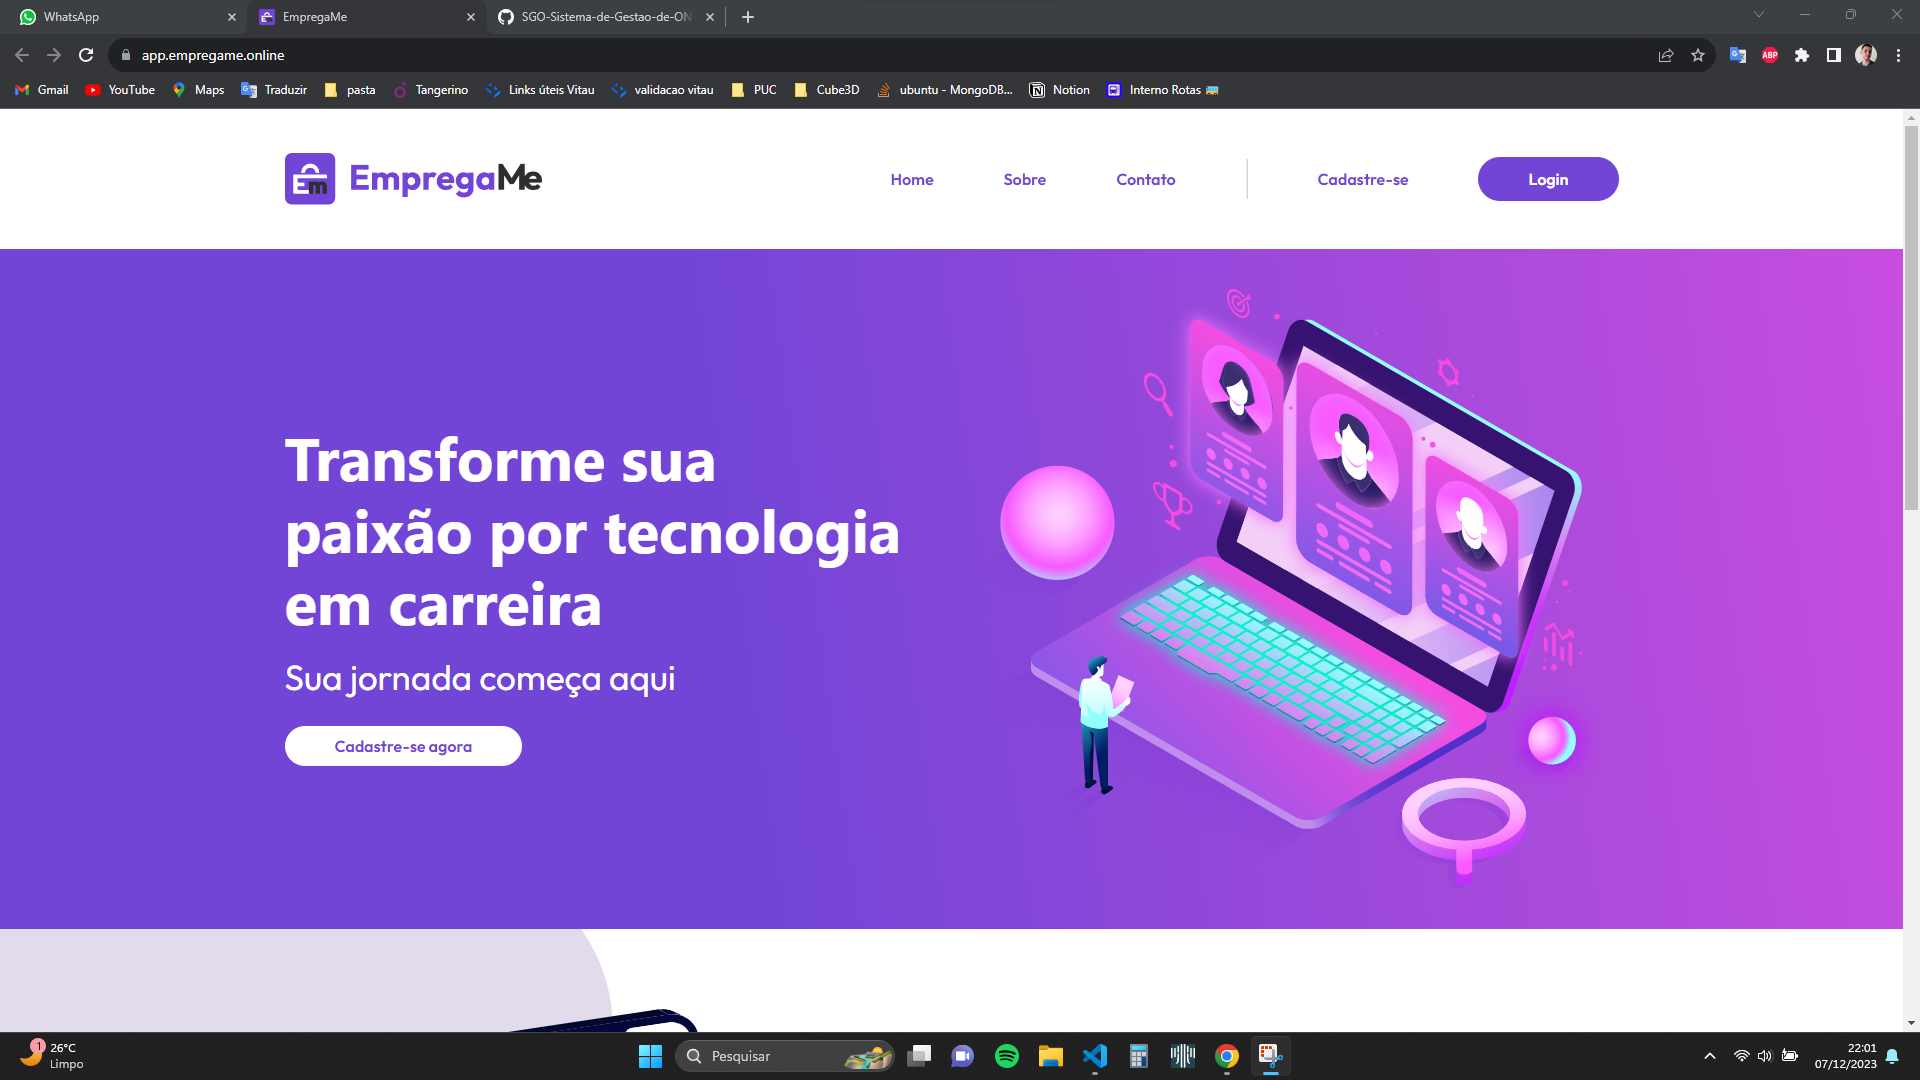 WhatsApp
EmpregaMe
SGO-Sistema-de-Gestao-de-ON
app.empregame.online
ABP
Gmail
YouTube
Maps
Traduzir
pasta
Tangerino
Links úteis Vitau
validacao vitau
PUC
Cube3D
ubuntu - MongoDB...
Notion
Interno Rotas
Em
EmpregaMe
Home
Sobre
Contato
Cadastre-se
Login
Transforme sua
paixão por tecnologia
em carreira
Sua jornada começa aqui
Cadastre-se agora
1
26°C
Limpo
Pesquisar
22:01
07/12/2023